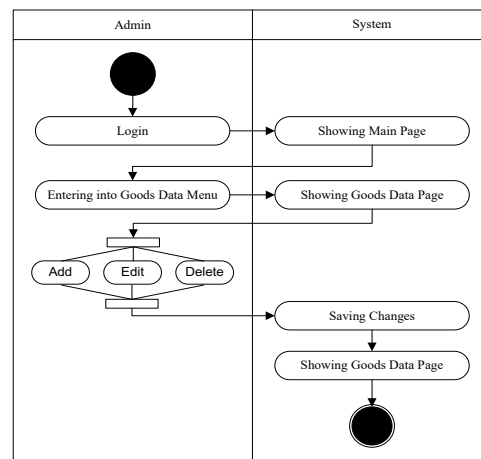 Admin
System
Login
Showing Main Page
Entering into Goods Data Menu
Showing Goods Data Page
Add
Edit
Delete
Saving Changes
Showing Goods Data Page